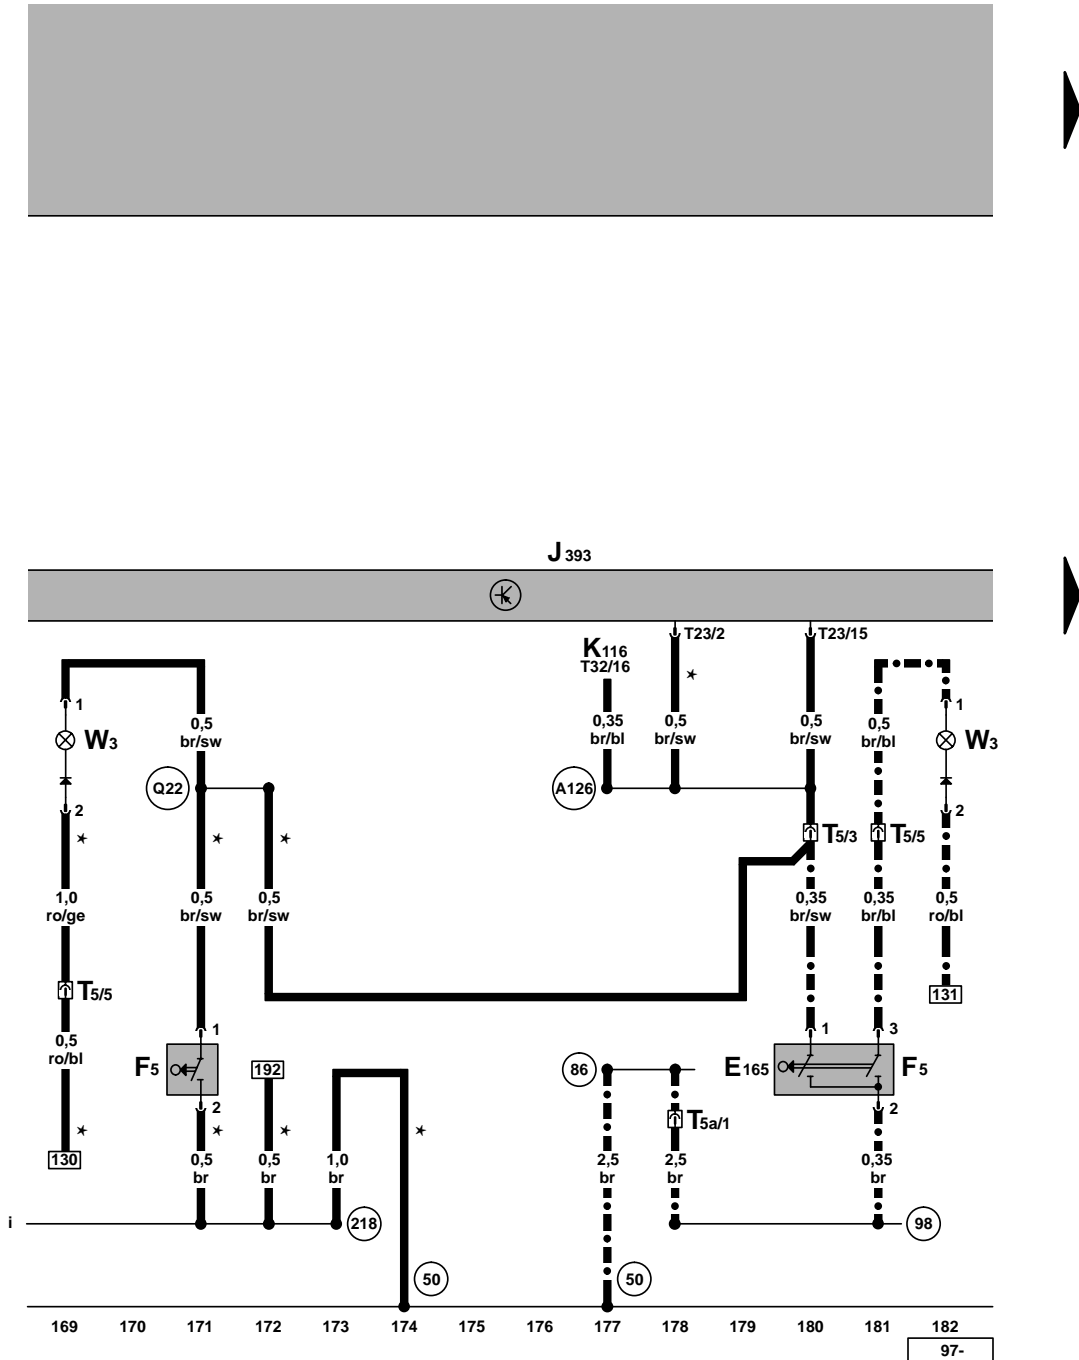 J 393
T23/2
T23/15
K116
T32/16
1
1
0,5
br/sw
0,35
br/bl
0,5
br/sw
0,5
br/sw
0,5
br/bl
W3
W3
Q22
A126
2
2
T5/3
T5/5
1,0
ro/ge
0,5
br/sw
0,5
br/sw
0,35
br/sw
0,35
br/bl
0,5
ro/bl
T5/5
131
0,5
ro/bl
1
1
3
F5
192
86
E165
F5
2
T5a/1
2
130
0,5
br
0,5
br
1,0
br
2,5
br
2,5
br
0,35
br
i
218
98
50
50
169 170 171 172 173 174 175 176 177 178 179 180 181 182
97-